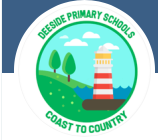 DEESIDE PRIMARY SCHOOLS
COAST TO COUNTRY